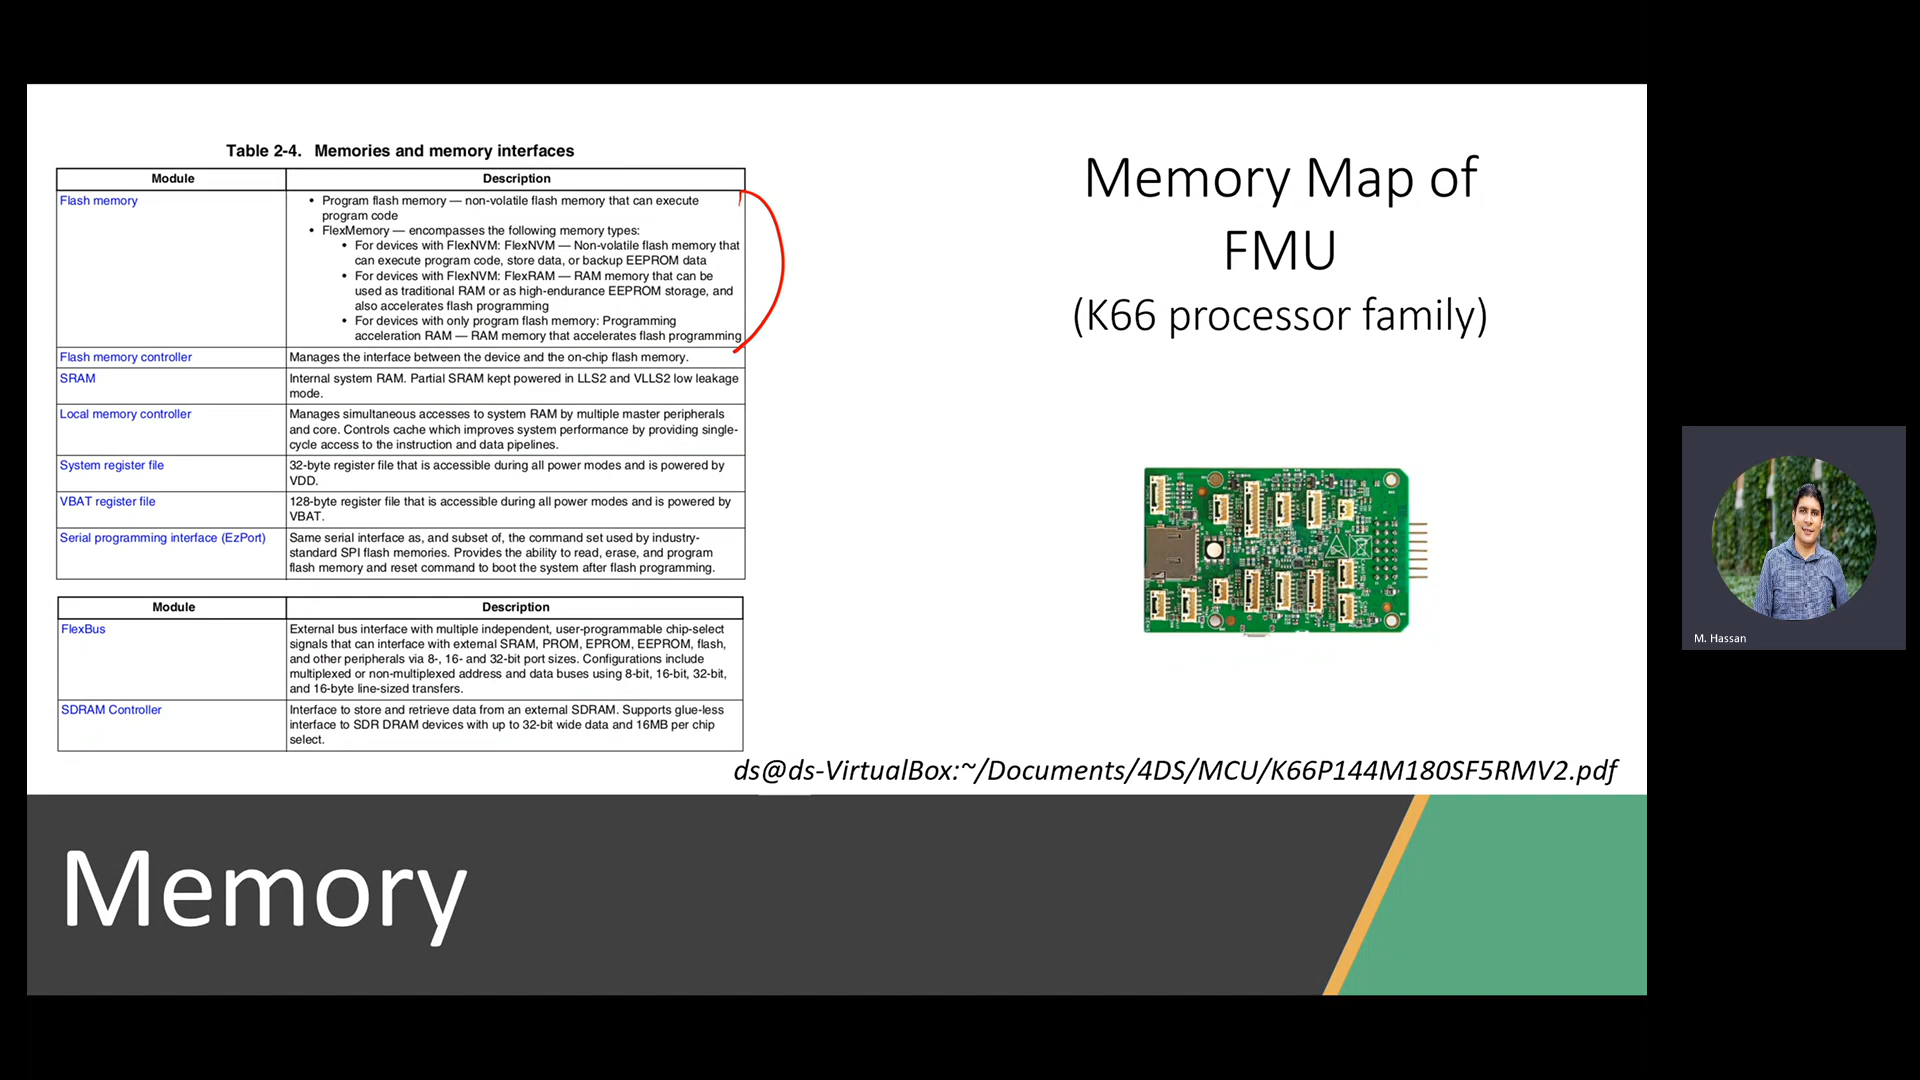 Table 2-4. Memories and memory interfaces
Module Description
Flash memory
• Program flash memory — non-volatile flash memory that can execute
program code
• FlexMemory — encompasses the following memory types:
• For devices with FlexNVM: FlexNVM — Non-volatile flash memory that
can execute program code, store data, or backup EEPROM data
• For devices with FlexNVM: FlexRAM — RAM memory that can be
used as traditional RAM or as high-endurance EEPROM storage, and
also accelerates flash programming
• For devices with only program flash memory: Programming
acceleration RAM — RAM memory that accelerates flash programming
Flash memory controller
Manages the interface between the device and the on-chip flash memory.
SRAM
Internal system RAM. Partial SRAM kept powered in LLS2 and VLLS2 low leakage
mode.
Local memory controller
Manages simultaneous accesses to system RAM by multiple master peripherals
and core. Controls cache which improves system performance by providing single-
cycle access to the instruction and data pipelines.
System register file
32-byte register file that is accessible during all power modes and is powered by
VDD.
VBAT register file
128-byte register file that is accessible during all power modes and is powered by
VBAT.
Serial programming interface (EzPort)
Same serial interface as, and subset of, the command set used by industry-
standard SPI flash memories. Provides the ability to read, erase, and program
flash memory and reset command to boot the system after flash programming.
Module Description
FlexBus
External bus interface with multiple independent, user-programmable chip-select
signals that can interface with external SRAM, PROM, EPROM, EEPROM, flash,
and other peripherals via 8-, 16- and 32-bit port sizes. Configurations include
multiplexed or non-multiplexed address and data buses using 8-bit, 16-bit, 32-bit,
and 16-byte line-sized transfers.
SDRAM Controller
Interface to store and retrieve data from an external SDRAM. Supports glue-less
interface to SDR DRAM devices with up to 32-bit wide data and 16MB per chip
select.
Memory Map of
FMU
(K66 processor family)
ds@ds-VirtualBox:~/Documents/4DS/MCU/K66P144M180SF5RMV2.pdf
Memory
M. Hassan